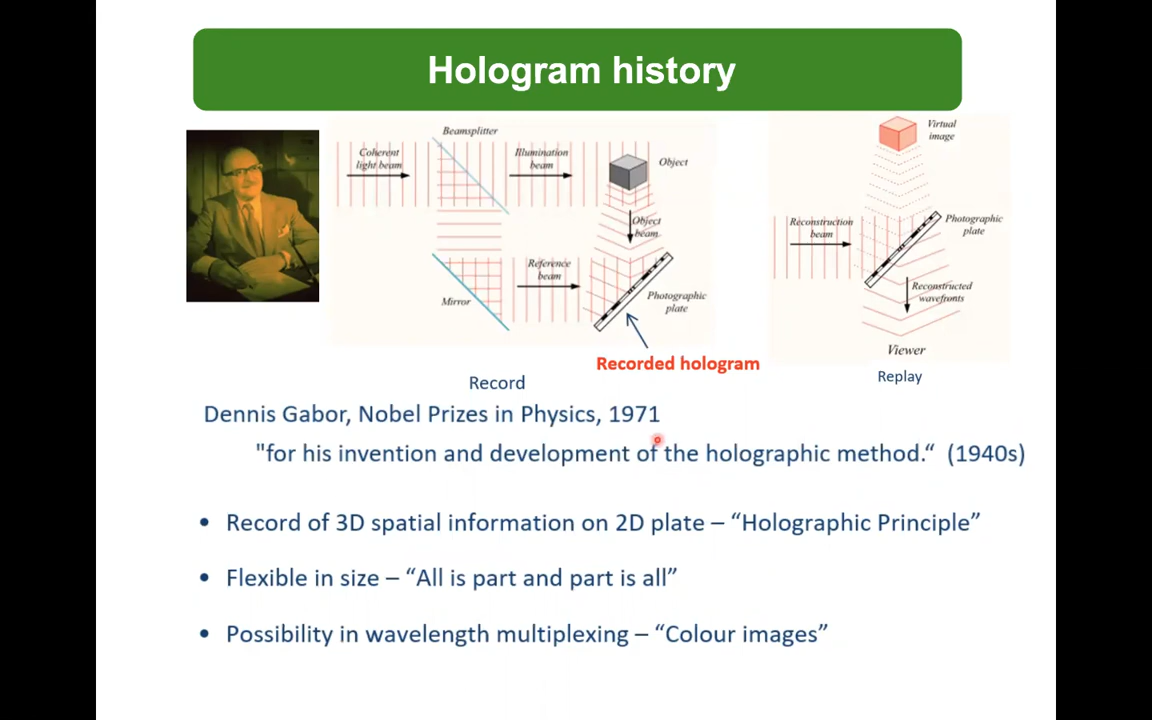 Hologram history
Beamsplitter
Coherent
light beam
Illumination
beam
Object
Object
beam
Reference
beam
Mirror
Photographic
plate
Recorded hologram
Record
Virtual
image
Reconstruction
beam
Photographic
plate
Reconstructed
wavefronts
Viewer
Replay
Dennis Gabor, Nobel Prizes in Physics, 1971
"for his invention and development of the holographic method.“ (1940s)
• Record of 3D spatial information on 2D plate – “Holographic Principle”
• Flexible in size – “All is part and part is all”
• Possibility in wavelength multiplexing – “Colour images”